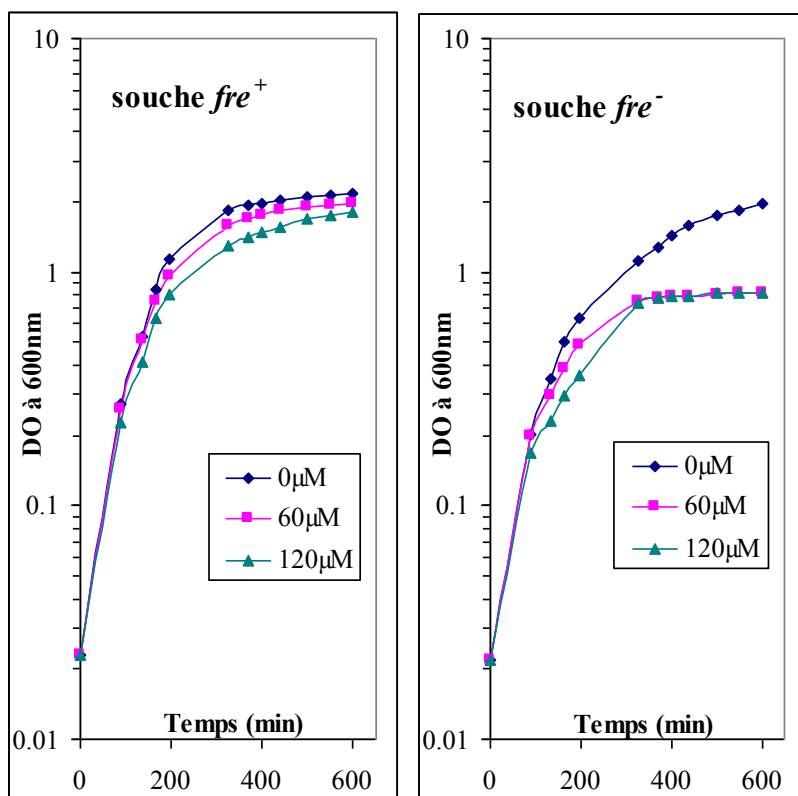 souche fre⁺
DO à 600nm
10
1
0.1
0.01
0µM
60µM
120µM
Temps (min)
0
200
400
600
souche fre⁻
DO à 600nm
10
1
0.1
0.01
0µM
60µM
120µM
Temps (min)
0
200
400
600